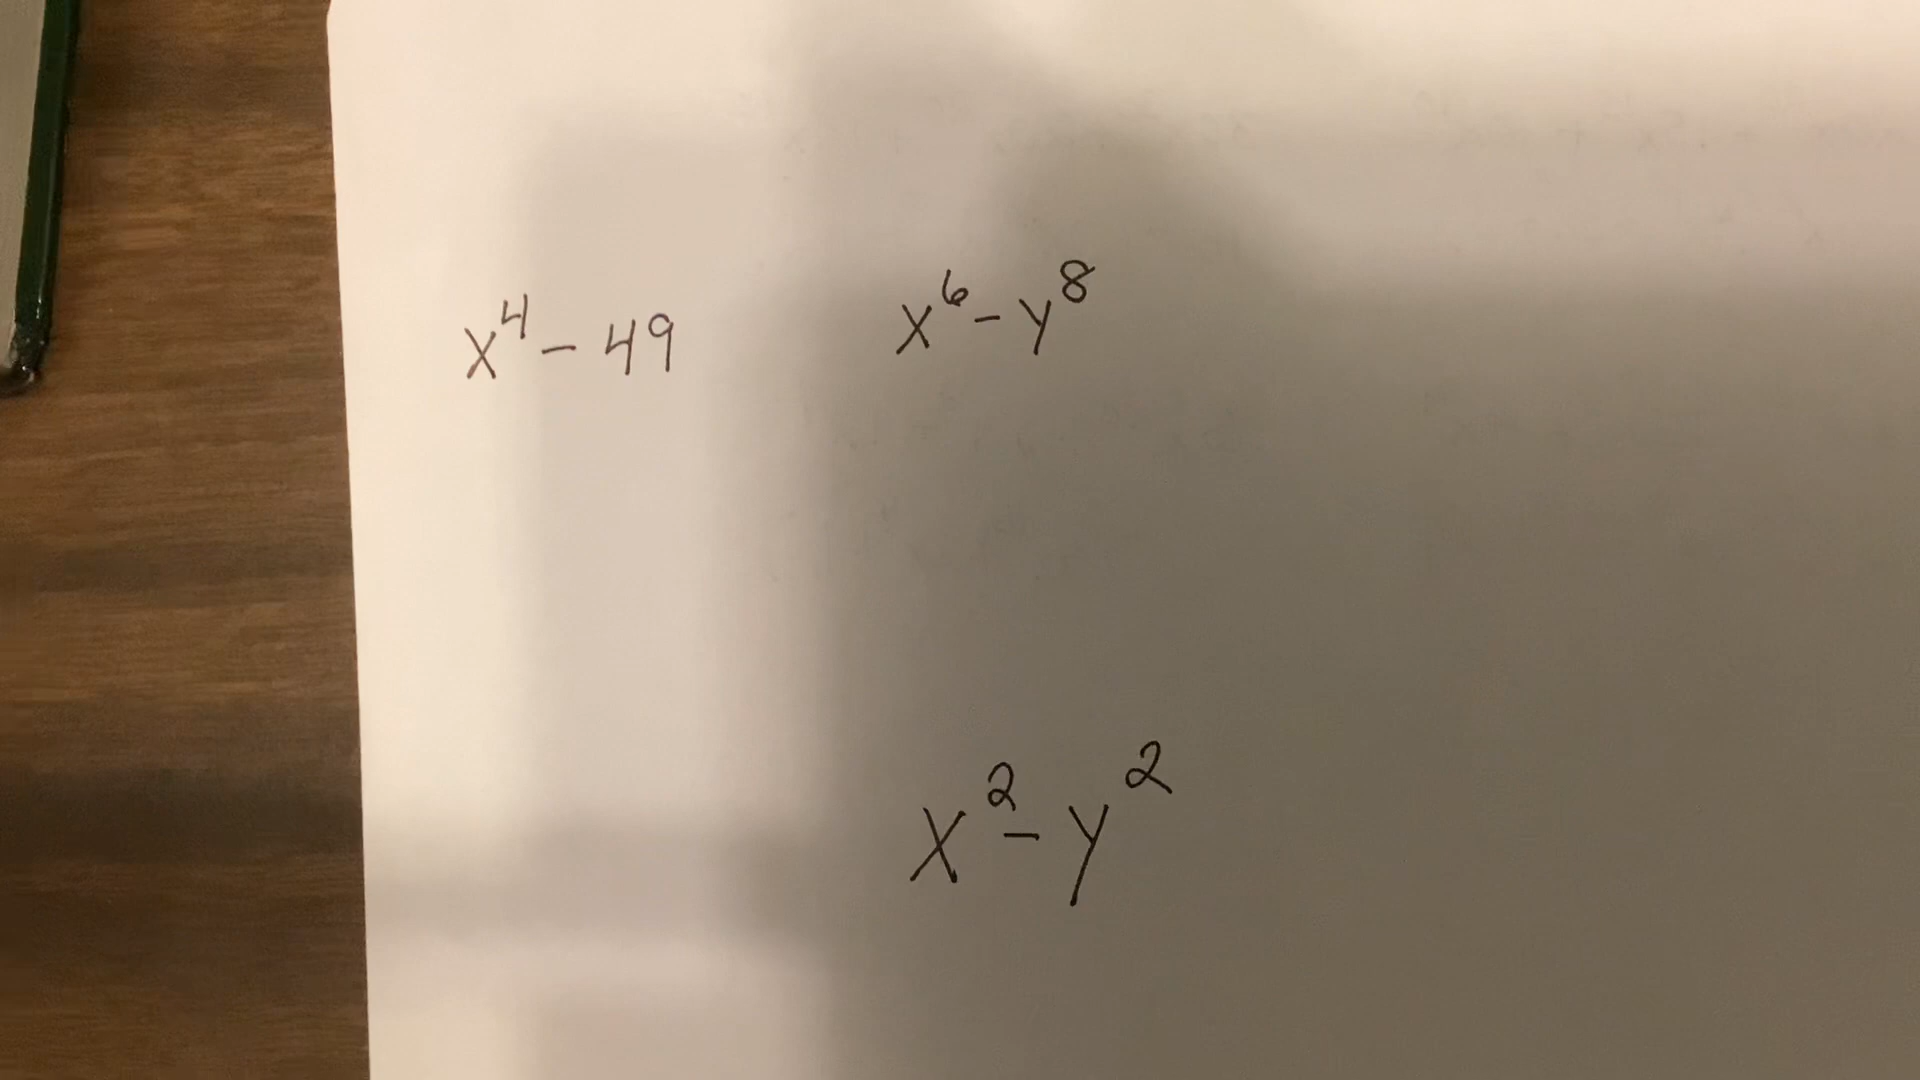 x⁴ - 49
x⁶ - y⁸
x² - y²